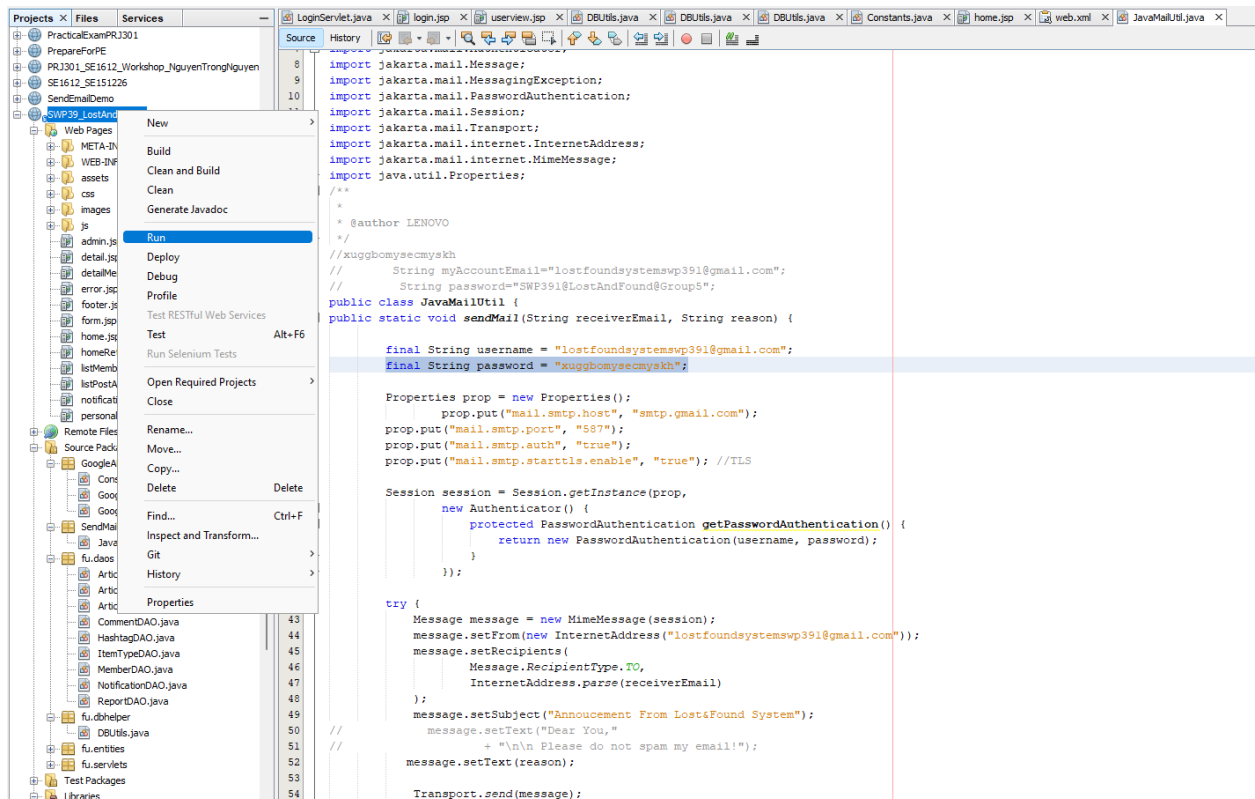 Projects × Files Services
PracticalExamPRJ301
PrepareForPE
PRJ301_SE1612_Workshop_NguyenTrongNguyen
SE1612_SE151226
SendEmailDemo
SWP39_LostAnd
Web Pages
META-IN
WEB-INF
assets
css
images
js
admin.js
detail.jsp
detailMe
error.jsp
footer.js
form.jsp
home.jsp
homeRe
listMemb
listPostA
notificati
personal
Remote Files
Source Pack
GoogleA
Cons
Goog
Goog
SendMai
Java
fu.daos
Artic
Artic
Artic
CommentDAO.java
HashtagDAO.java
ItemTypeDAO.java
MemberDAO.java
NotificationDAO.java
ReportDAO.java
fu.dbhelper
DBUtils.java
fu.entities
fu.servlets
Test Packages
Libraries
New
Build
Clean and Build
Clean
Generate Javadoc
Run
Deploy
Debug
Profile
Test RESTful Web Services
Test Alt+F6
Run Selenium Tests
Open Required Projects
Close
Rename...
Move...
Copy...
Delete Delete
Find... Ctrl+F
Inspect and Transform...
Git
History
Properties
LoginServlet.java × login.jsp × userview.jsp × DBUtils.java × DBUtils.java × DBUtils.java × Constants.java × home.jsp × web.xml × JavaMailUtil.java ×
Source History
8 import jakarta.mail.Message;
9 import jakarta.mail.MessagingException;
10 import jakarta.mail.PasswordAuthentication;
import jakarta.mail.Session;
import jakarta.mail.Transport;
import jakarta.mail.internet.InternetAddress;
import jakarta.mail.internet.MimeMessage;
import java.util.Properties;
/**
*
* @author LENOVO
*/
//xuggbomysecmyskh
// String myAccountEmail="lostfoundsystemswp391@gmail.com";
// String password="SWP391@LostAndFound@Group5";
public class JavaMailUtil {
public static void sendMail(String receiverEmail, String reason) {
final String username = "lostfoundsystemswp391@gmail.com";
final String password = "xuggbomysecmyskh";
Properties prop = new Properties();
prop.put("mail.smtp.host", "smtp.gmail.com");
prop.put("mail.smtp.port", "587");
prop.put("mail.smtp.auth", "true");
prop.put("mail.smtp.starttls.enable", "true"); //TLS
Session session = Session.getInstance(prop,
new Authenticator() {
protected PasswordAuthentication getPasswordAuthentication() {
return new PasswordAuthentication(username, password);
}
});
try {
43 Message message = new MimeMessage(session);
44 message.setFrom(new InternetAddress("lostfoundsystemswp391@gmail.com"));
45 message.setRecipients(
46 Message.RecipientType.TO,
47 InternetAddress.parse(receiverEmail)
48 );
49 message.setSubject("Annoucement From Lost&Found System");
50 // message.setText("Dear You,"
51 // + "\n\n Please do not spam my email!");
52 message.setText(reason);
53
54 Transport.send(message);